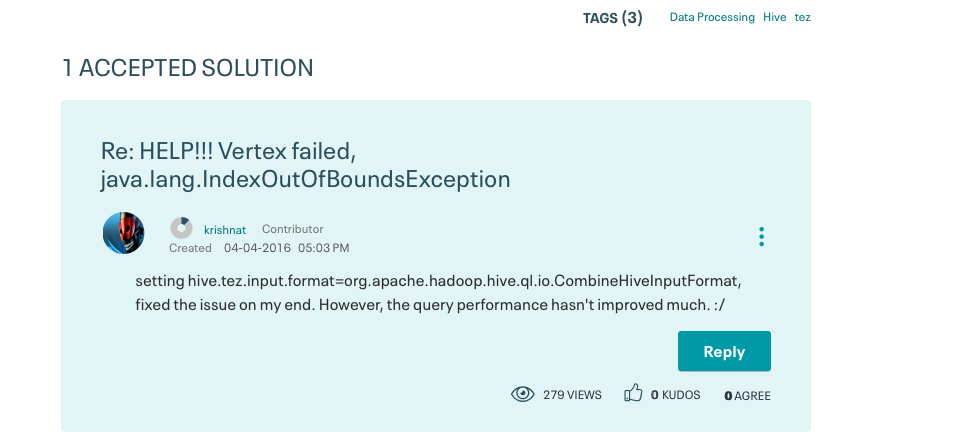 TAGS (3) Data Processing Hive tez
1 ACCEPTED SOLUTION
Re: HELP!!! Vertex failed,
java.lang.IndexOutOfBoundsException
krishnat Contributor
Created 04-04-2016 05:03 PM
setting hive.tez.input.format=org.apache.hadoop.hive.ql.io.CombineHiveInputFormat,
fixed the issue on my end. However, the query performance hasn't improved much. :/
Reply
279 VIEWS 0 KUDOS 0 AGREE